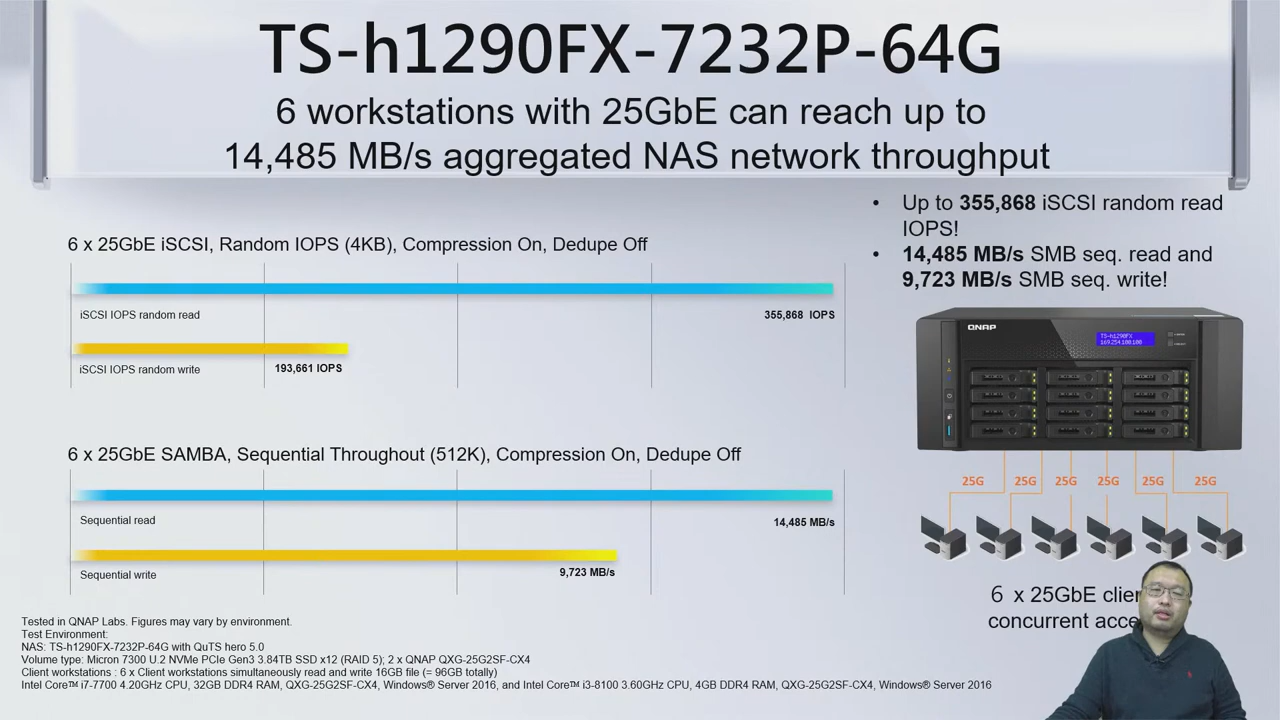 TS-h1290FX-7232P-64G
6 workstations with 25GbE can reach up to
14,485 MB/s aggregated NAS network throughput
• Up to 355,868 iSCSI random read
IOPS!
• 14,485 MB/s SMB seq. read and
9,723 MB/s SMB seq. write!
6 x 25GbE iSCSI, Random IOPS (4KB), Compression On, Dedupe Off
iSCSI IOPS random read
355,868 IOPS
iSCSI IOPS random write
193,661 IOPS
6 x 25GbE SAMBA, Sequential Throughout (512K), Compression On, Dedupe Off
Sequential read
14,485 MB/s
Sequential write
9,723 MB/s
QNAP
TS-h1290FX
169.254.100.100
25G 25G 25G 25G 25G 25G
6 x 25GbE
concurrent
Tested in QNAP Labs. Figures may vary by environment.
Test Environment:
NAS: TS-h1290FX-7232P-64G with QuTS hero 5.0
Volume type: Micron 7300 U.2 NVMe PCIe Gen3 3.84TB SSD x12 (RAID 5); 2 x QNAP QXG-25G2SF-CX4
Client workstations : 6 x Client workstations simultaneously read and write 16GB file (= 96GB totally)
Intel Core™ i7-7700 4.20GHz CPU, 32GB DDR4 RAM, QXG-25G2SF-CX4, Windows® Server 2016, and Intel Core™ i3-8100 3.60GHz CPU, 4GB DDR4 RAM, QXG-25G2SF-CX4, Windows® Server 2016